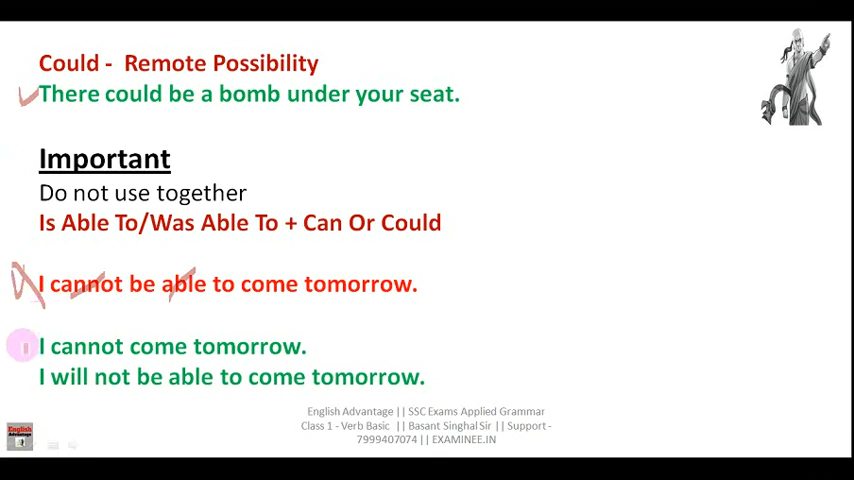 Could - Remote Possibility
There could be a bomb under your seat.
Important
Do not use together
Is Able To/Was Able To + Can Or Could
I cannot be able to come tomorrow.
I cannot come tomorrow.
I will not be able to come tomorrow.
English Advantage || SSC Exams Applied Grammar
Class 1 - Verb Basic || Basant Singhal Sir || Support -
7999407074 || EXAMINEE.IN
English
Advantage